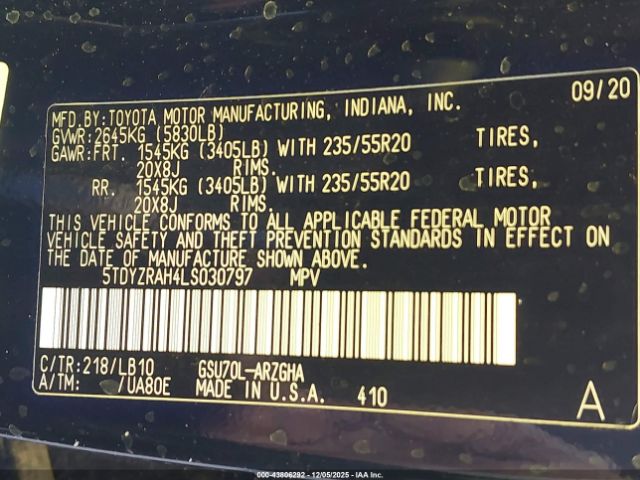 09/20
MFD.BY:TOYOTA MOTOR MANUFACTURING, INDIANA, INC.
GVWR:2645KG (5830LB)
GAWR:FRT. 1545KG (3405LB) WITH 235/55R20 TIRES,
20X8J RIMS.
RR. 1545KG (3405LB) WITH 235/55R20 TIRES,
20X8J RIMS.
THIS VEHICLE CONFORMS TO ALL APPLICABLE FEDERAL MOTOR
VEHICLE SAFETY AND THEFT PREVENTION STANDARDS IN EFFECT ON
THE DATE OF MANUFACTURE SHOWN ABOVE.
5TDYZRAH4LS030797 MPV
C/TR:218/LB10 GSU70L-ARZGHA
A/TM: /UA80E MADE IN U.S.A. 410 A
000-43806292 - 12/05/2025 - IAA Inc.